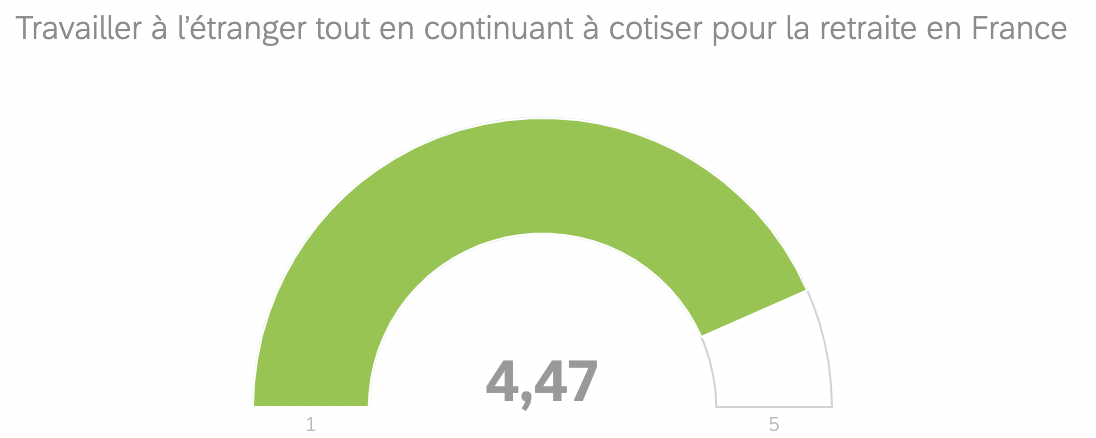 Travailler à l’étranger tout en continuant à cotiser pour la retraite en France
4,47
1
5